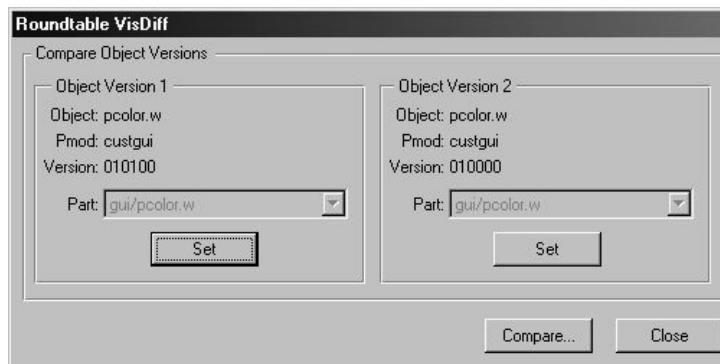 Roundtable VisDiff
Compare Object Versions
Object Version 1
Object: pcolor.w
Pmod: custgui
Version: 010100
Part: gui/pcolor.w
Set
Object Version 2
Object: pcolor.w
Pmod: custgui
Version: 010000
Part: gui/pcolor.w
Set
Compare...
Close